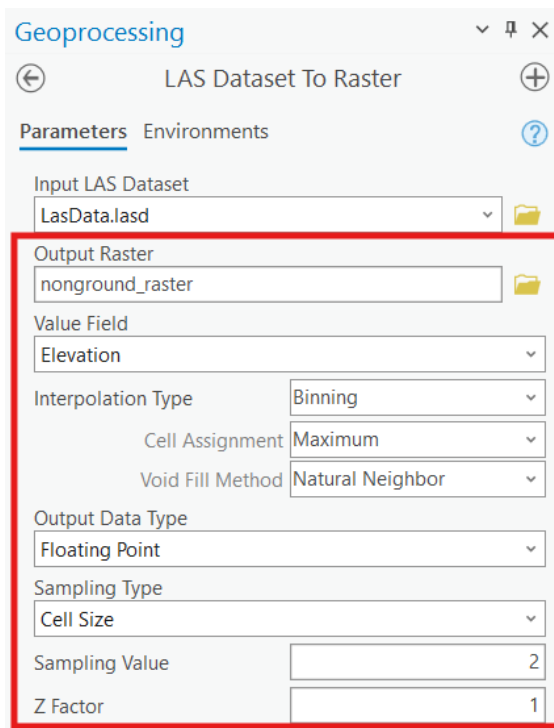 Geoprocessing
LAS Dataset To Raster
Parameters Environments
Input LAS Dataset
LasData.lasd
Output Raster
nonground_raster
Value Field
Elevation
Interpolation Type Binning
Cell Assignment Maximum
Void Fill Method Natural Neighbor
Output Data Type
Floating Point
Sampling Type
Cell Size
Sampling Value 2
Z Factor 1